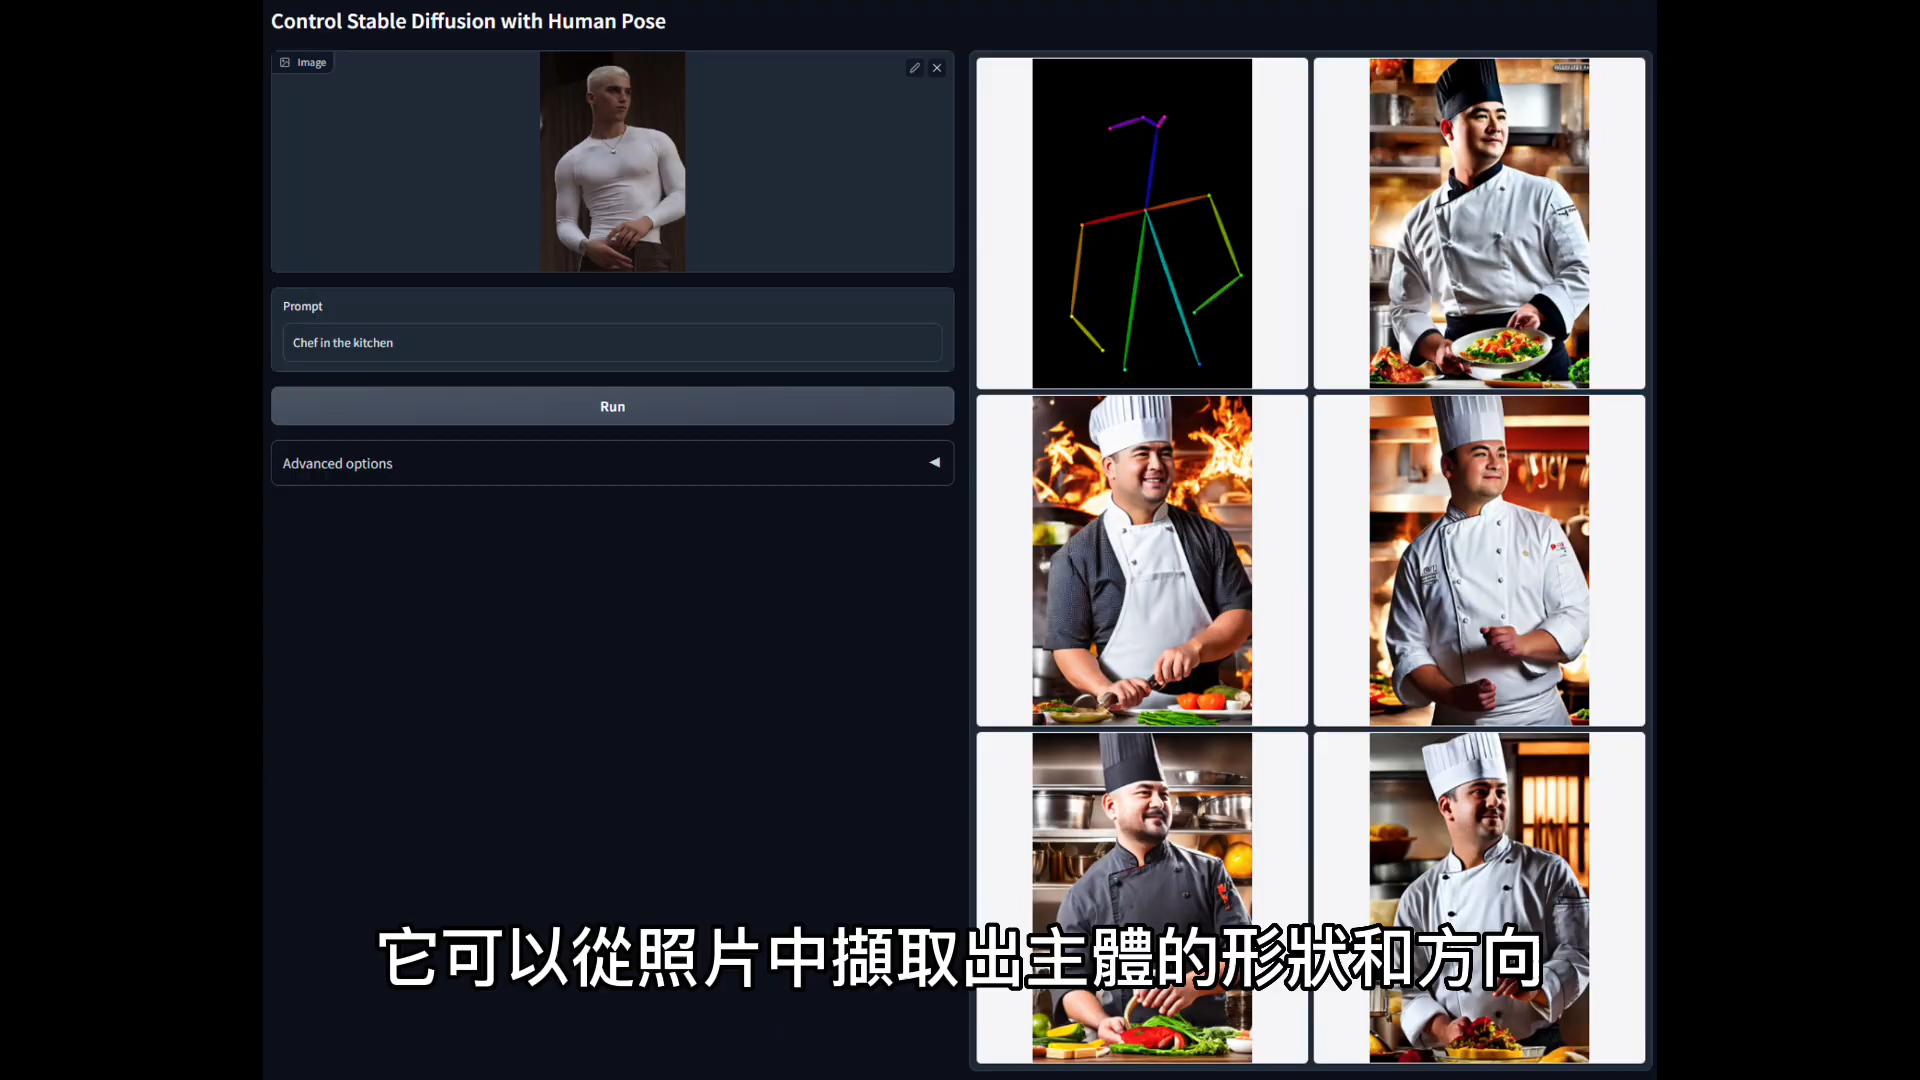 Control Stable Diffusion with Human Pose
Image
Prompt
Chef in the kitchen
Run
Advanced options
它可以從照片中擷取出主體的形狀和方向